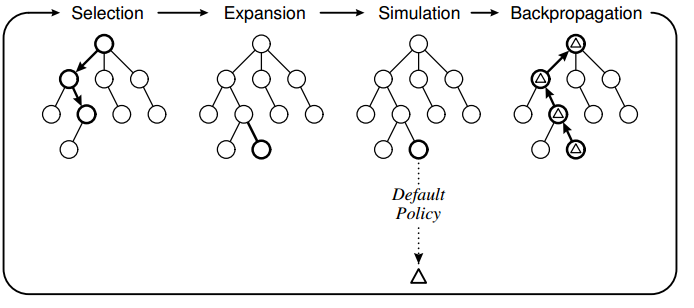 Selection
Expansion
Simulation
Backpropagation
Default
Policy